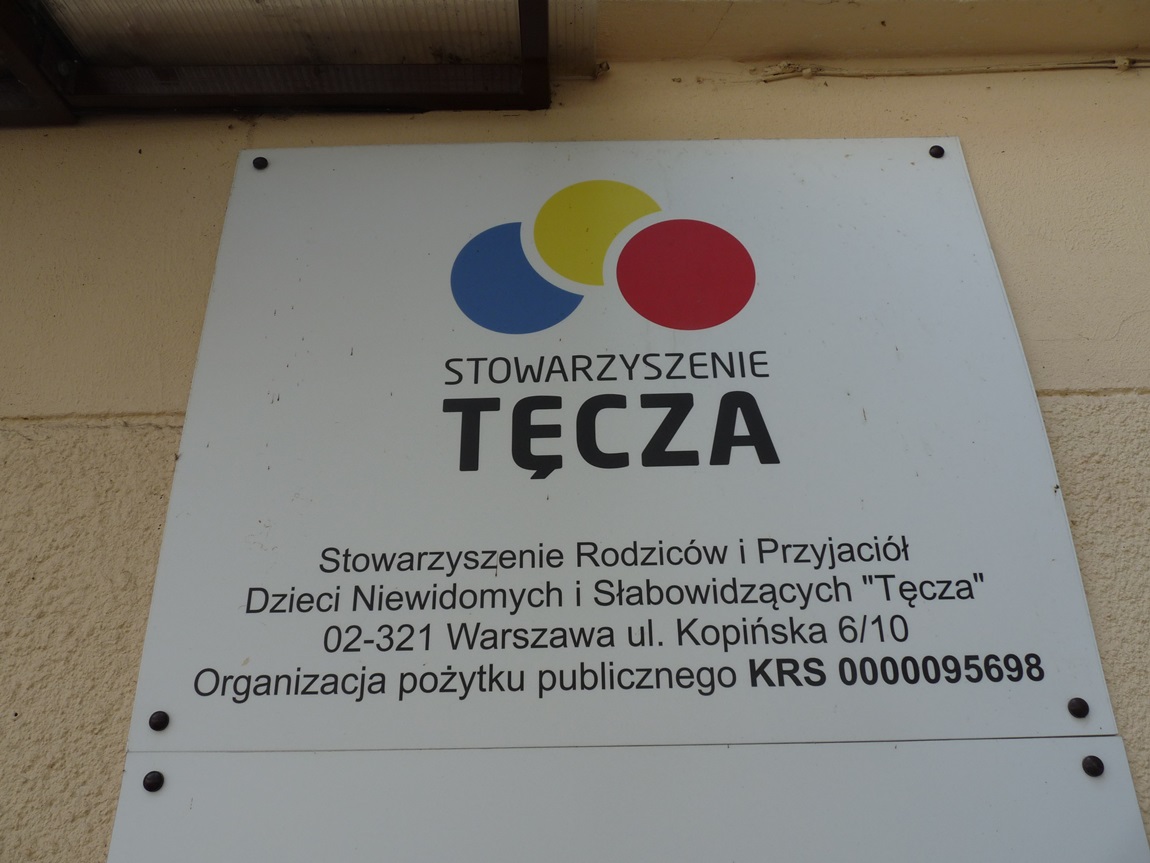 STOWARZYSZENIE
TĘCZA
Stowarzyszenie Rodziców i Przyjaciół
Dzieci Niewidomych i Słabowidzących "Tęcza"
02-321 Warszawa ul. Kopińska 6/10
Organizacja pożytku publicznego KRS 0000095698